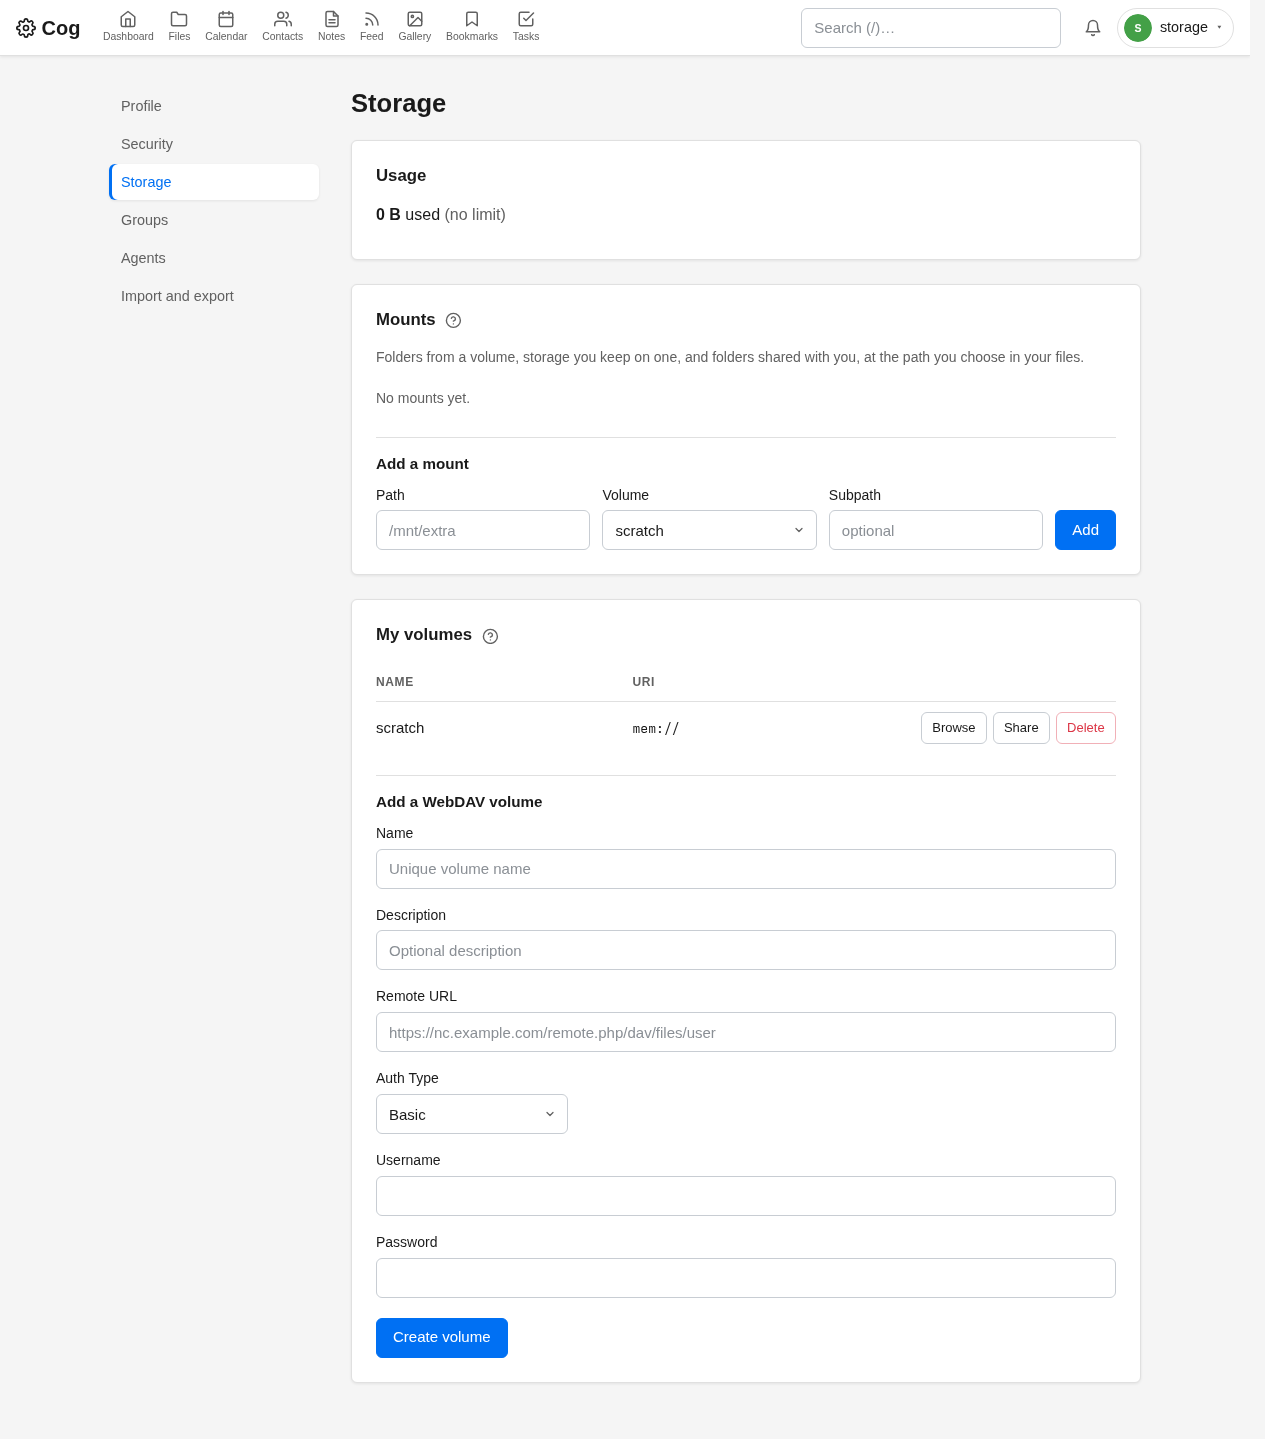 Cog
Dashboard Files Calendar Contacts Notes Feed Gallery Bookmarks Tasks
Search (/)…
S storage
Profile
Security
Storage
Groups
Agents
Import and export
Storage
Usage
0 B used (no limit)
Mounts
Folders from a volume, storage you keep on one, and folders shared with you, at the path you choose in your files.
No mounts yet.
Add a mount
Path Volume Subpath
/mnt/extra scratch optional Add
My volumes
NAME URI
scratch mem:// Browse Share Delete
Add a WebDAV volume
Name
Unique volume name
Description
Optional description
Remote URL
https://nc.example.com/remote.php/dav/files/user
Auth Type
Basic
Username
Password
Create volume